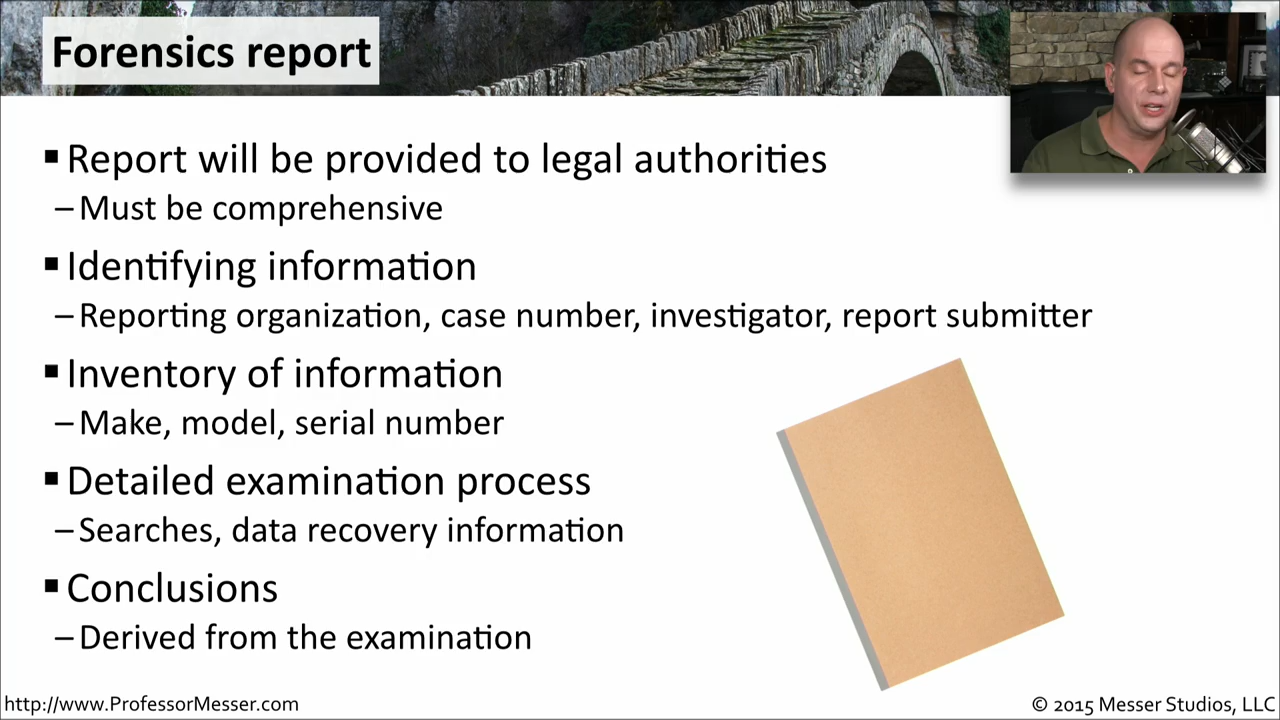 Forensics report
▪ Report will be provided to legal authorities
– Must be comprehensive
▪ Identifying information
– Reporting organization, case number, investigator, report submitter
▪ Inventory of information
– Make, model, serial number
▪ Detailed examination process
– Searches, data recovery information
▪ Conclusions
– Derived from the examination
http://www.ProfessorMesser.com
© 2015 Messer Studios, LLC